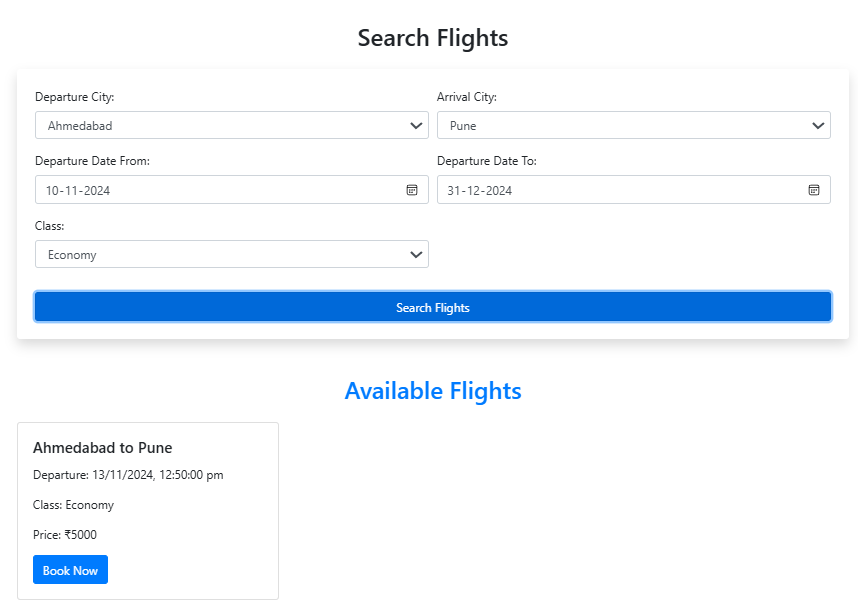 Search Flights
Departure City:
Arrival City:
Ahmedabad
Pune
Departure Date From:
Departure Date To:
10-11-2024
31-12-2024
Class:
Economy
Search Flights
Available Flights
Ahmedabad to Pune
Departure: 13/11/2024, 12:50:00 pm
Class: Economy
Price: ₹5000
Book Now